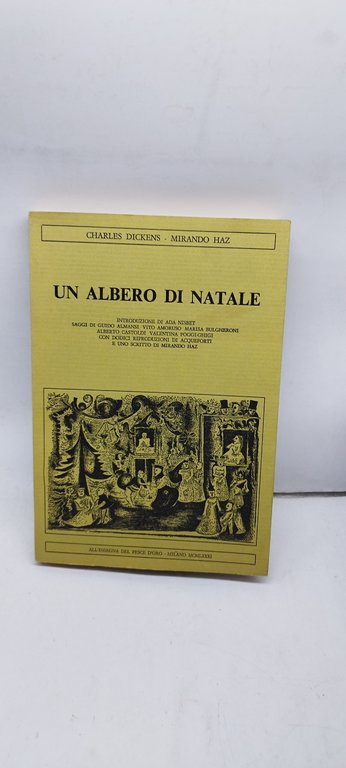 CHARLES DICKENS - MIRANDO HAZ
UN ALBERO DI NATALE
INTRODUZIONE DI ADA NISBET
SAGGI DI GUIDO ALMANSI VITO AMORUSO MARISA BULGHERONI
ALBERTO CASTOLDI VALENTINA POGGI GHIGI
CON DODICI REPRODUZIONI DI ACQUEFORTI
E UNO SCRITTO DI MIRANDO HAZ
ALL'INSEGNA DEL PESCE D'ORO - MILANO MCMLXXXI